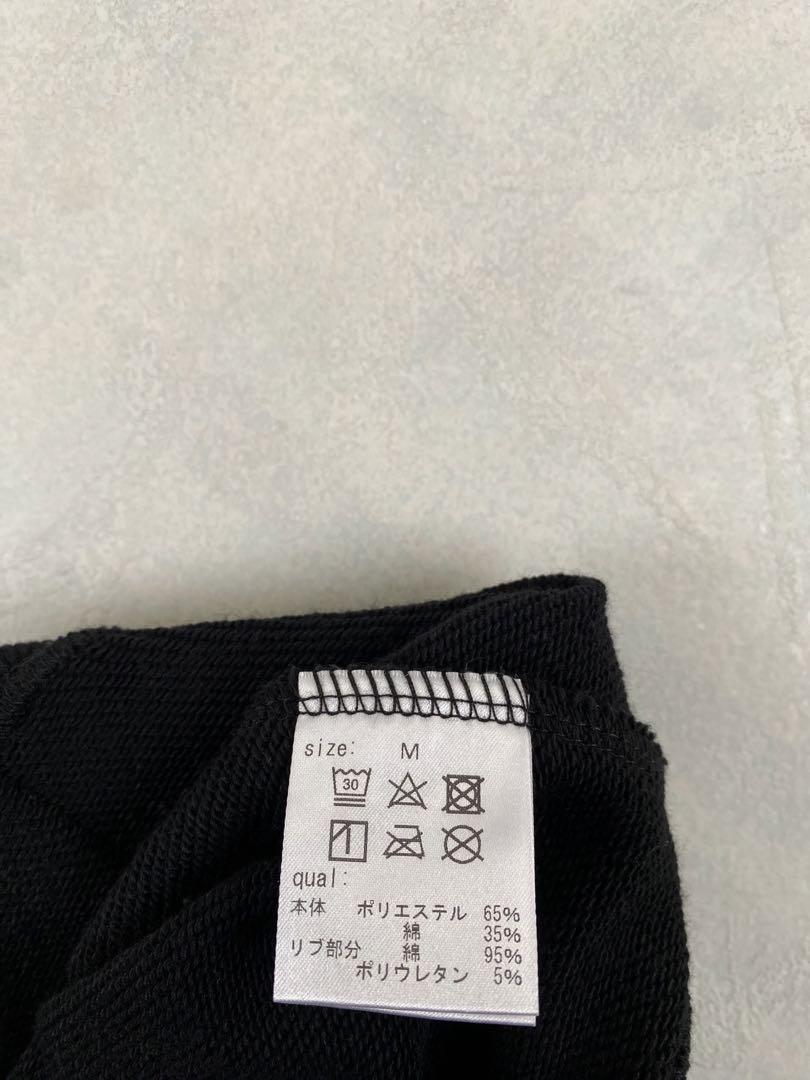 size: M
30
qual:
本体 ポリエステル 65%
綿 35%
リブ部分 綿 95%
ポリウレタン 5%